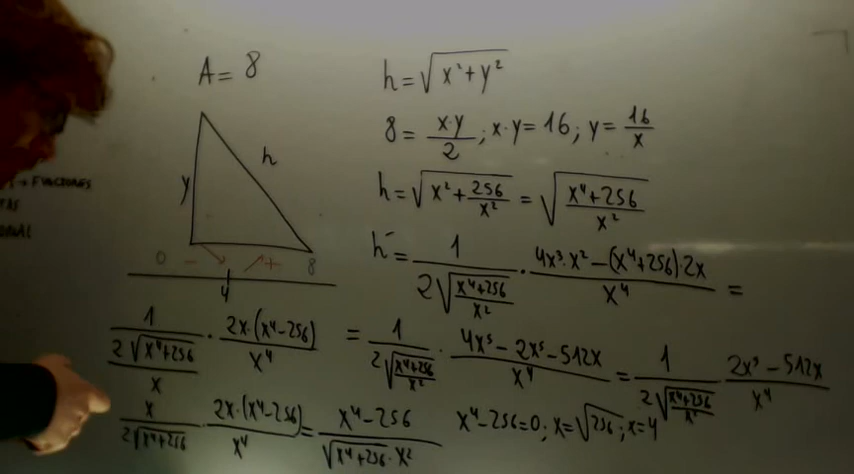 A = 8
h = √(x² + y²)
8 = x·y/2 ; x·y = 16 ; y = 16/x
h
y
h = √(x² + 256/x²) = √((x⁴+256)/x²)
→ FUNCIONES
0 − + 8
4
h' = 1/(2√((x⁴+256)/x²)) · (4x³·x² − (x⁴+256)·2x)/x⁴ =
1/(2√(x⁴+256)/x) · 2x·(x⁴−256)/x⁴ = 1/(2√((x⁴+256)/x²)) · (4x⁵ − 2x⁵ − 512x)/x⁴ = 1/(2√((x⁴+256)/x²)) (2x⁵ − 512x)/x⁴
x/(2√(x⁴+256)) · 2x·(x⁴−256)/x⁴ = (x⁴−256)/(√(x⁴+256)·x²) x⁴−256=0 ; x=√256 ; x=4